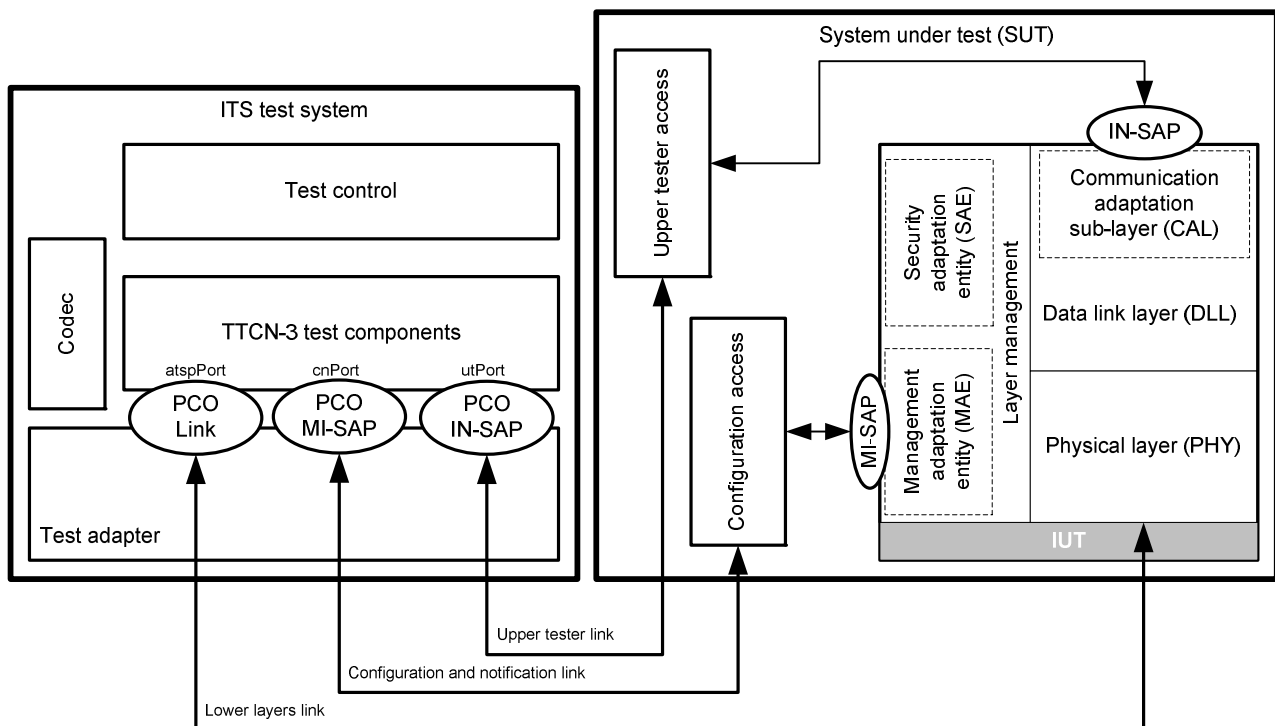 ITS test system
Test control
Codec
TTCN-3 test components
atspPort
cnPort
utPort
PCO
Link
PCO
MI-SAP
PCO
IN-SAP
Test adapter
System under test (SUT)
Upper tester access
IN-SAP
Communication
adaptation
sub-layer (CAL)
Security
adaptation
entity (SAE)
Layer management
Data link layer (DLL)
Configuration access
MI-SAP
Management
adaptation
entity (MAE)
Physical layer (PHY)
IUT
Upper tester link
Configuration and notification link
Lower layers link